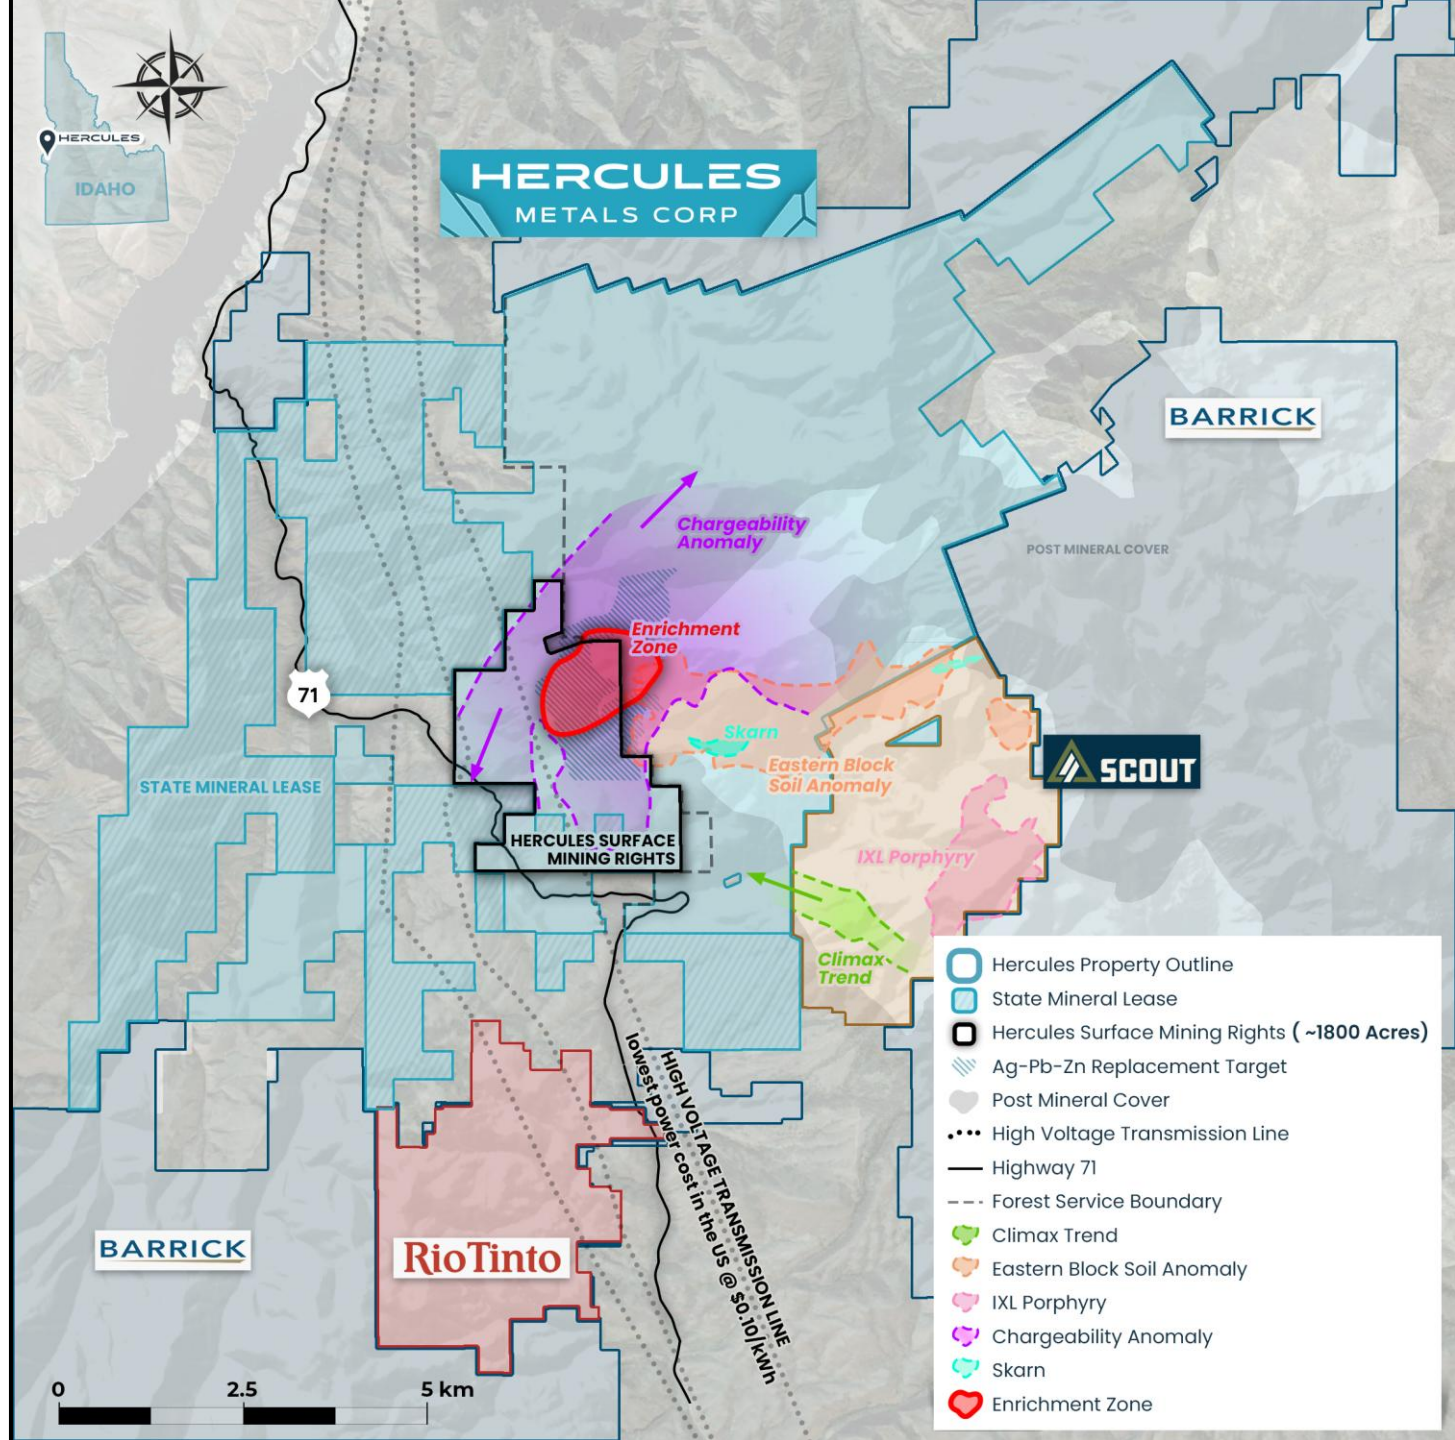 HERCULES
IDAHO
HERCULES
METALS CORP
BARRICK
Chargeability
Anomaly
POST MINERAL COVER
Enrichment
Zone
71
Skarn
Eastern Block
Soil Anomaly
SCOUT
STATE MINERAL LEASE
HERCULES SURFACE
MINING RIGHTS
IXL Porphyry
Climax
Trend
HIGH VOLTAGE TRANSMISSION LINE
lowest power cost in the US @ $0.10/kWh
BARRICK
RioTinto
0 2.5 5 km
Hercules Property Outline
State Mineral Lease
Hercules Surface Mining Rights ( ~1800 Acres)
Ag-Pb-Zn Replacement Target
Post Mineral Cover
High Voltage Transmission Line
Highway 71
Forest Service Boundary
Climax Trend
Eastern Block Soil Anomaly
IXL Porphyry
Chargeability Anomaly
Skarn
Enrichment Zone